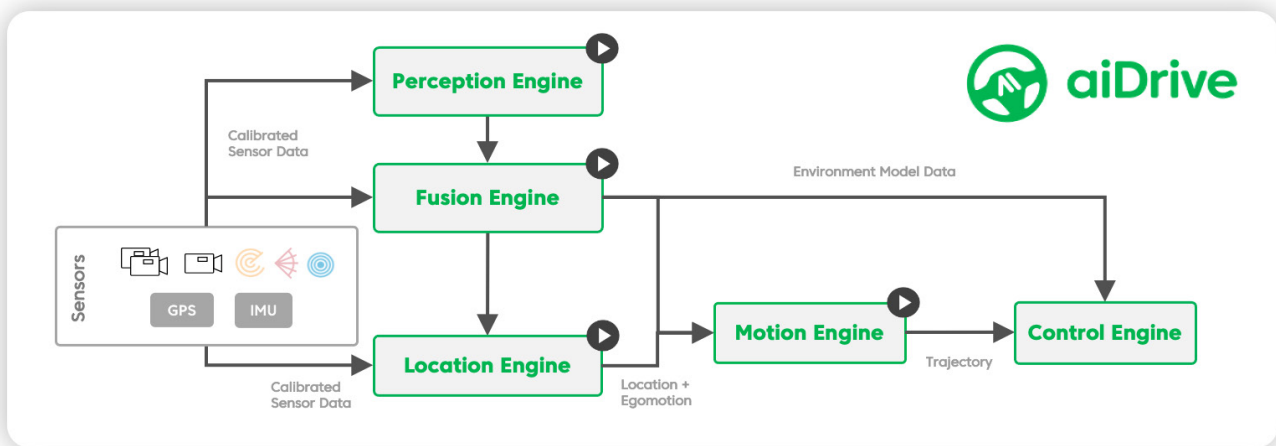 Perception Engine
aiDrive
Calibrated
Sensor Data
Fusion Engine
Environment Model Data
Sensors
GPS
IMU
Motion Engine
Control Engine
Location Engine
Trajectory
Calibrated
Sensor Data
Location +
Egomotion